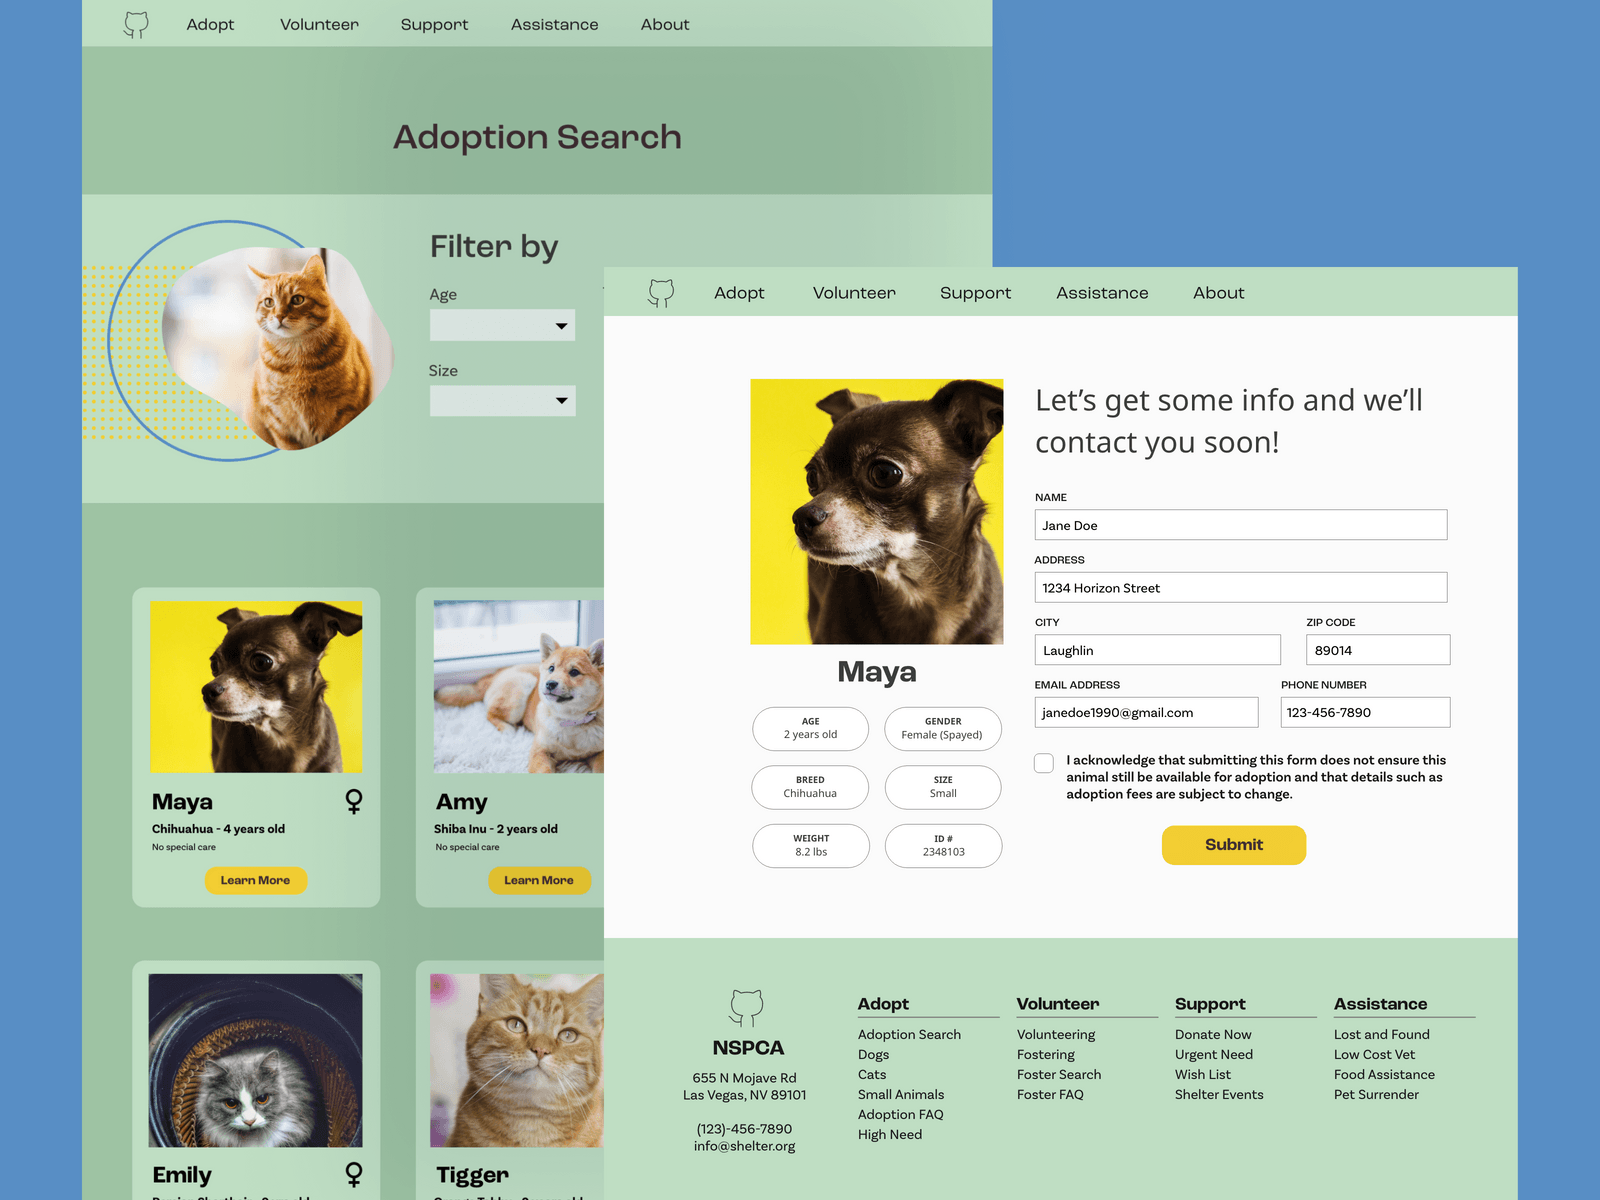 Adopt Volunteer Support Assistance About
Adoption Search
Filter by
Age
Size
Maya
Chihuahua - 4 years old
No special care
Learn More
Amy
Shiba Inu - 2 years old
No special care
Learn More
Emily
Tigger
Adopt Volunteer Support Assistance About
Maya
AGE
2 years old
GENDER
Female (Spayed)
BREED
Chihuahua
SIZE
Small
WEIGHT
8.2 lbs
ID #
2348103
Let's get some info and we'll
contact you soon!
NAME
Jane Doe
ADDRESS
1234 Horizon Street
CITY
Laughlin
ZIP CODE
89014
EMAIL ADDRESS
janedoe1990@gmail.com
PHONE NUMBER
123-456-7890
I acknowledge that submitting this form does not ensure this
animal still be available for adoption and that details such as
adoption fees are subject to change.
Submit
NSPCA
655 N Mojave Rd
Las Vegas, NV 89101
(123)-456-7890
info@shelter.org
Adopt
Adoption Search
Dogs
Cats
Small Animals
Adoption FAQ
High Need
Volunteer
Volunteering
Fostering
Foster Search
Foster FAQ
Support
Donate Now
Urgent Need
Wish List
Shelter Events
Assistance
Lost and Found
Low Cost Vet
Food Assistance
Pet Surrender